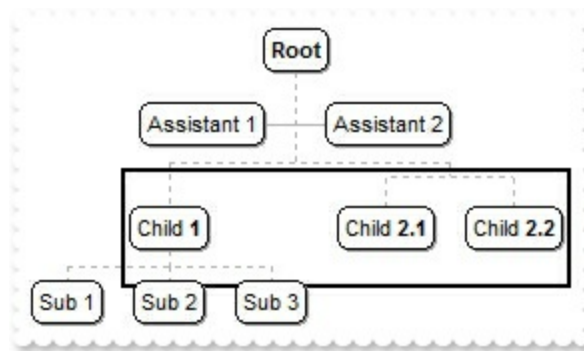 Root
Assistant 1 Assistant 2
Child 1 Child 2.1 Child 2.2
Sub 1 Sub 2 Sub 3